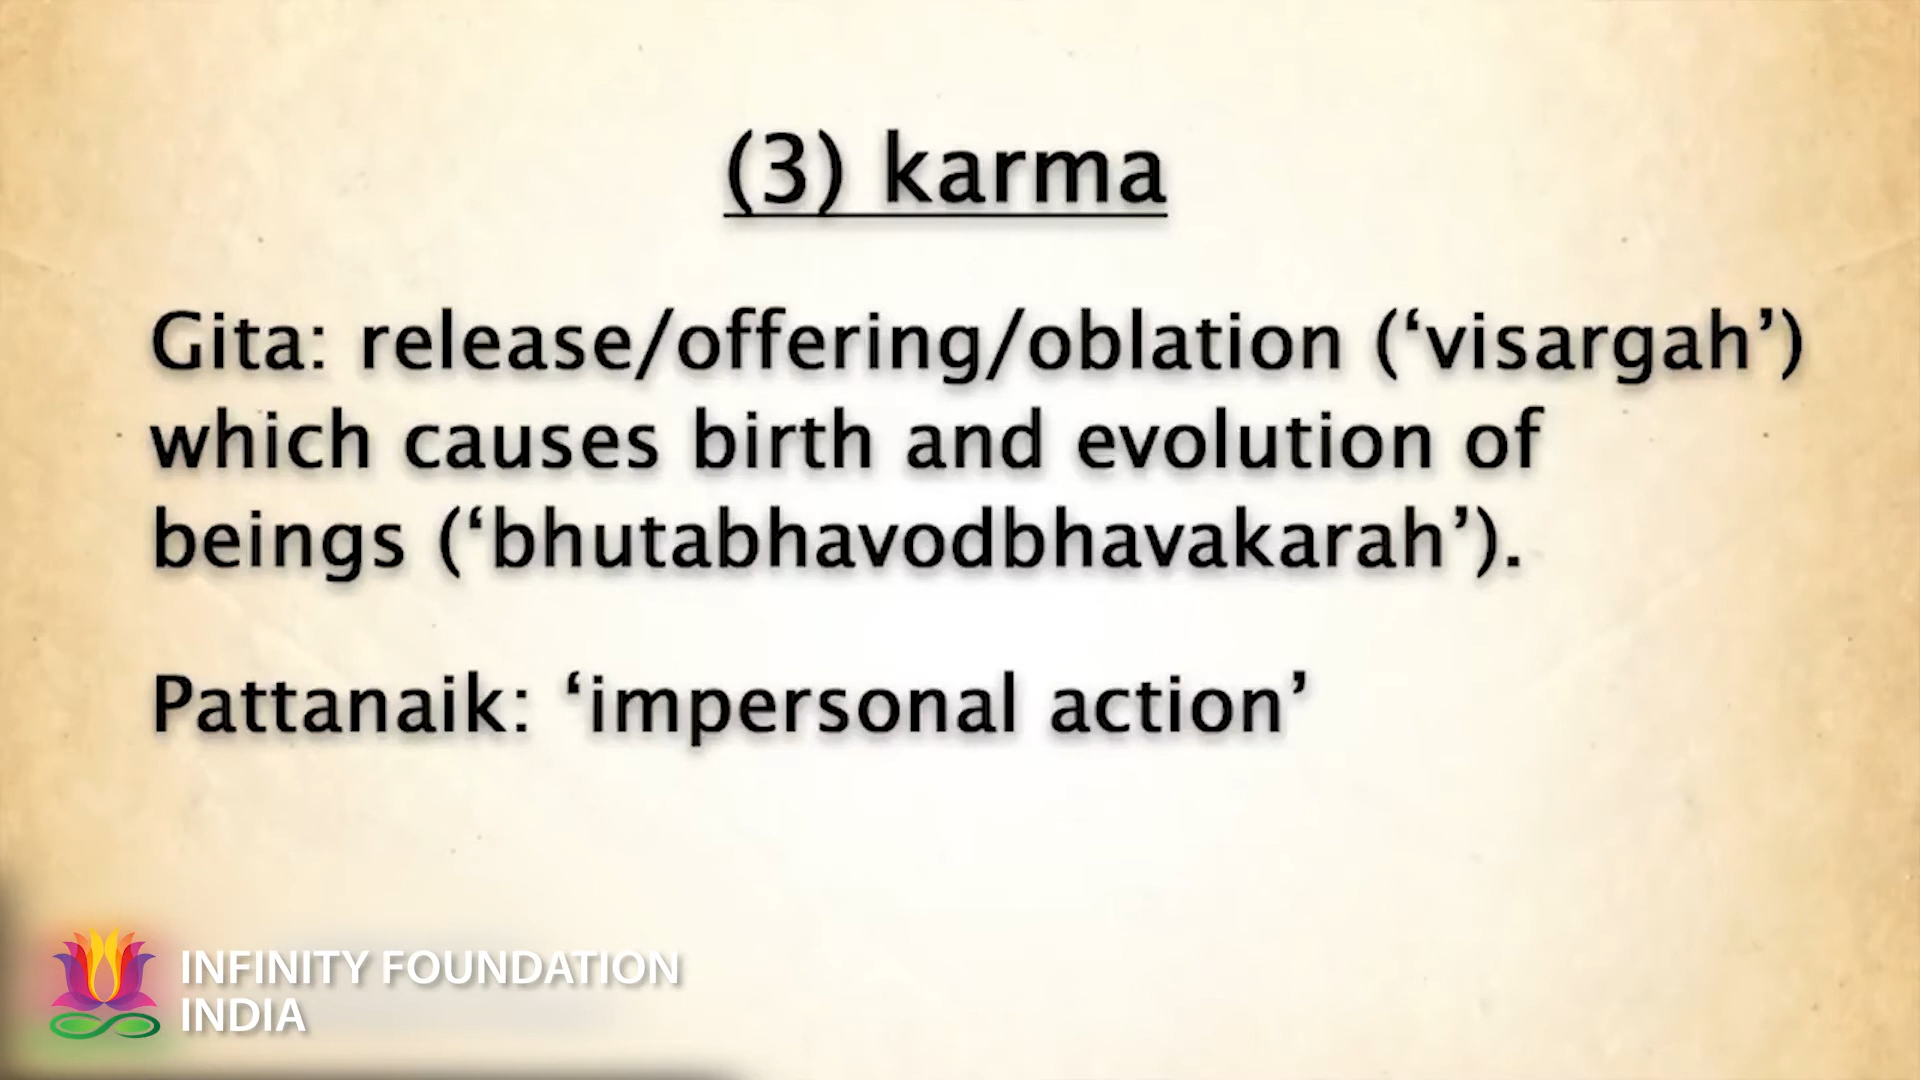 (3) karma
Gita: release/offering/oblation (‘visargah’)
which causes birth and evolution of
beings (‘bhutabhavodbhavakarah’).
Pattanaik: ‘impersonal action’
INFINITY FOUNDATION
INDIA